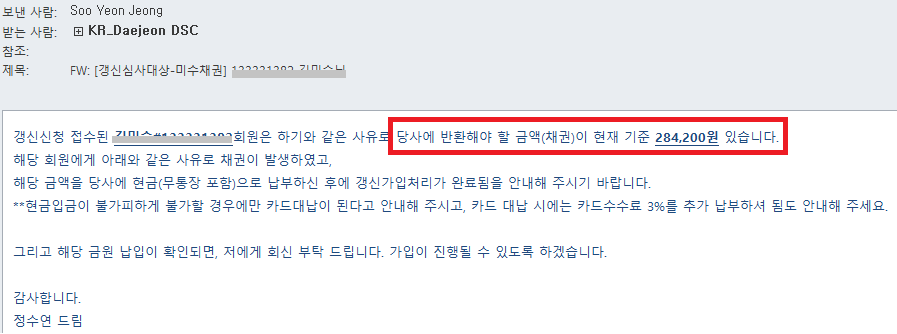 보낸 사람: Soo Yeon Jeong
받는 사람: KR_Daejeon DSC
참조:
제목: FW: [갱신심사대상-미수채권]
갱신신청 접수된 회원은 하기와 같은 사유로 당사에 반환해야 할 금액(채권)이 현재 기준 284,200원 있습니다.
해당 회원에게 아래와 같은 사유로 채권이 발생하였고,
해당 금액을 당사에 현금(무통장 포함)으로 납부하신 후에 갱신가입처리가 완료됨을 안내해 주시기 바랍니다.
**현금입금이 불가피하게 불가할 경우에만 카드대납이 된다고 안내해 주시고, 카드 대납 시에는 카드수수료 3%를 추가 납부하셔 됨도 안내해 주세요.
그리고 해당 금원 납입이 확인되면, 저에게 회신 부탁 드립니다. 가입이 진행될 수 있도록 하겠습니다.
감사합니다.
정수연 드림